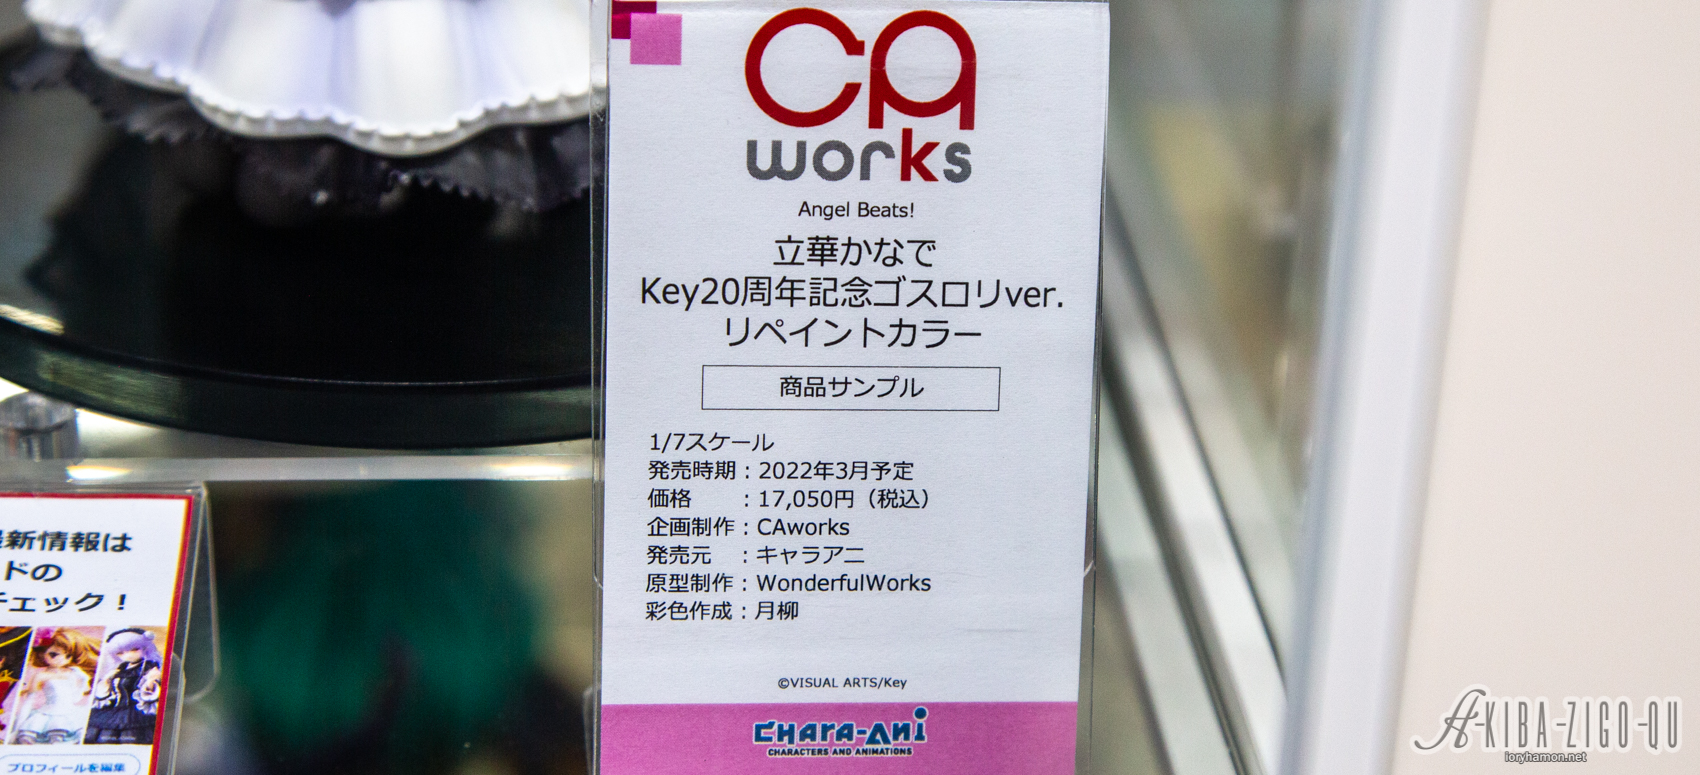 CA
works
Angel Beats!
立華かなで
Key20周年記念ゴスロリver.
リペイントカラー
商品サンプル
1/7スケール
発売時期：2022年3月予定
価格　　：17,050円（税込）
企画制作：CAworks
発売元　：キャラアニ
原型制作：WonderfulWorks
彩色作成：月柳
©VISUAL ARTS/Key
CHARA-ANI
CHARACTERS AND ANIMATIONS
最新情報は
ドの
チェック！
プロフィールを編集
AKIBA-ZIGO-QU
ioryhamon.net